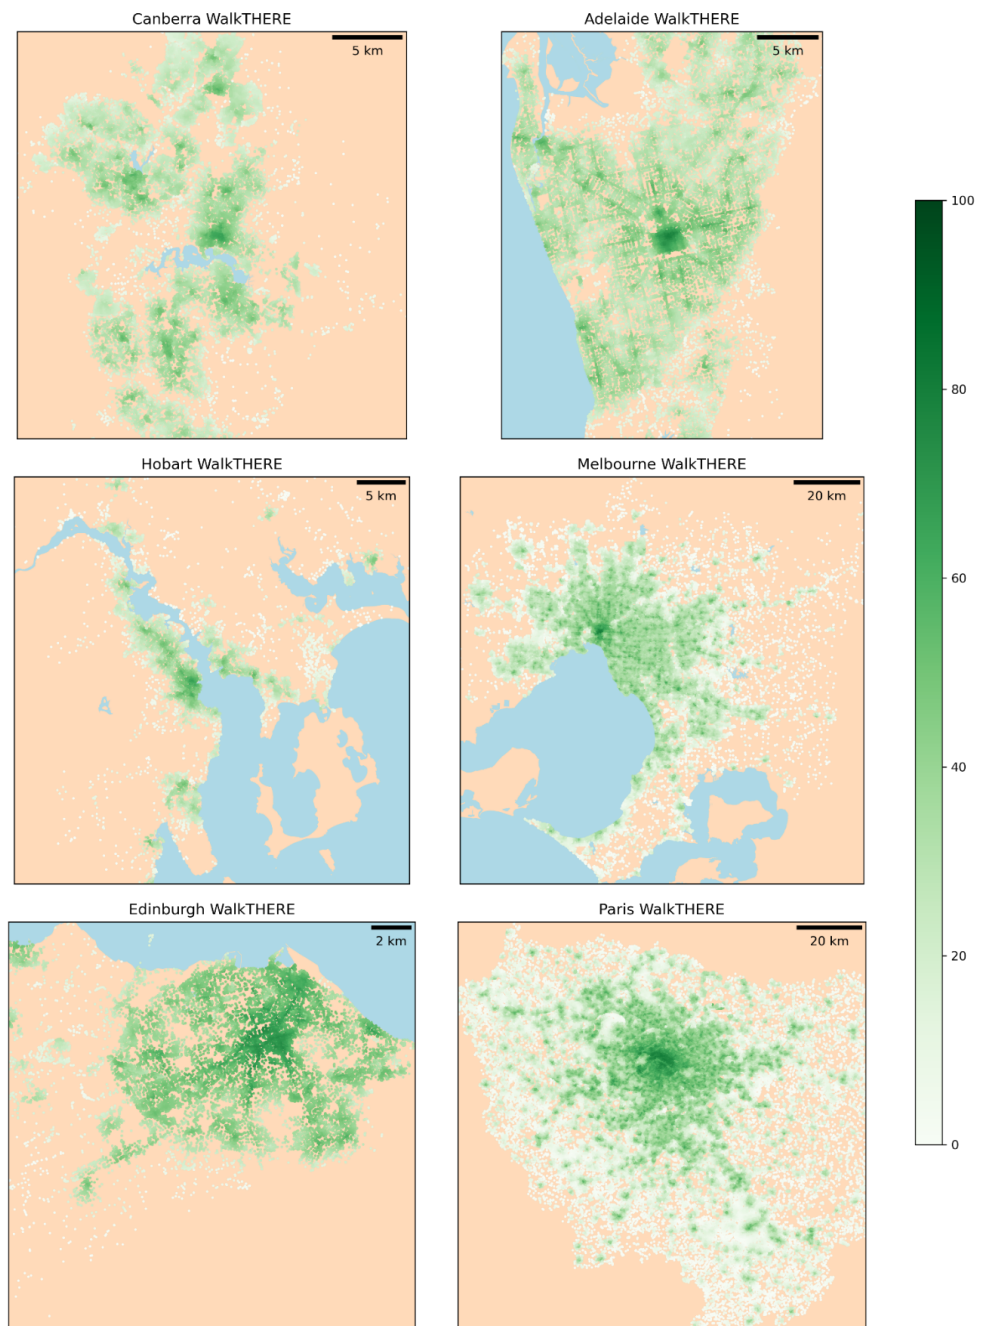 Canberra WalkTHERE
5 km
Adelaide WalkTHERE
5 km
Hobart WalkTHERE
5 km
Melbourne WalkTHERE
20 km
Edinburgh WalkTHERE
2 km
Paris WalkTHERE
20 km
100
80
60
40
20
0